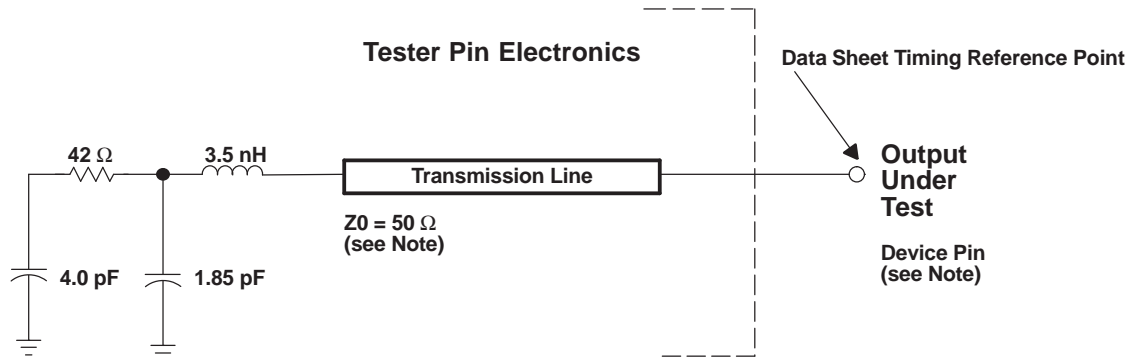 Tester Pin Electronics
Data Sheet Timing Reference Point
42 Ω
3.5 nH
Transmission Line
Output
Under
Test
Z0 = 50 Ω
(see Note)
Device Pin
(see Note)
4.0 pF
1.85 pF